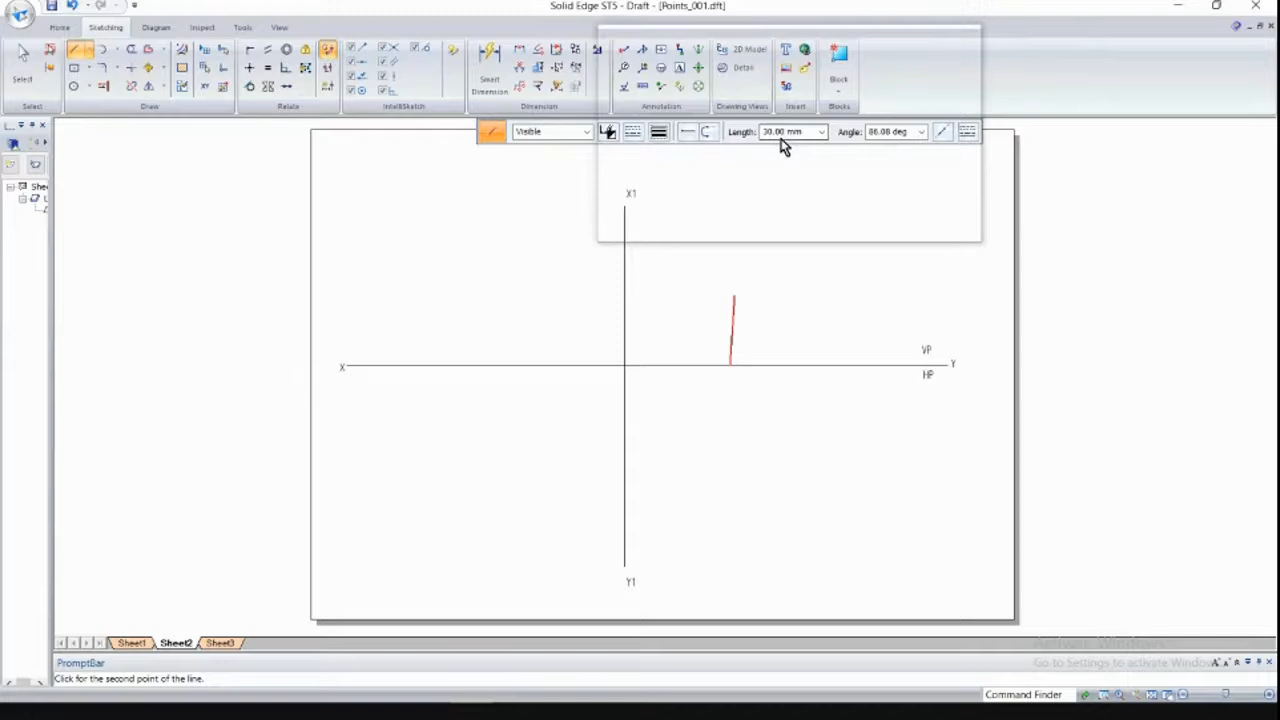 Solid Edge ST5 - Draft - [Points_001.dft]
Home Sketching Diagram Inspect Tools View
Select
Smart
Dimension
2D Model
Block
Select Draw Relate IntelliSketch Dimension Annotation Drawing Views Insert Blocks
Visible Length: 30.00 mm Angle: 86.08 deg
X1
VP
X Y
HP
Y1
Sheet1 Sheet2 Sheet3
Activate Windows
PromptBar
Go to Settings to activate Windows
Click for the second point of the line.
Command Finder